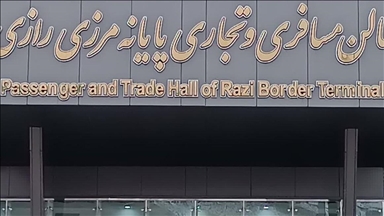 سالن مسافری و تجاری پایانه مرزی رازی
Passenger and Trade Hall of Razi Border Terminal